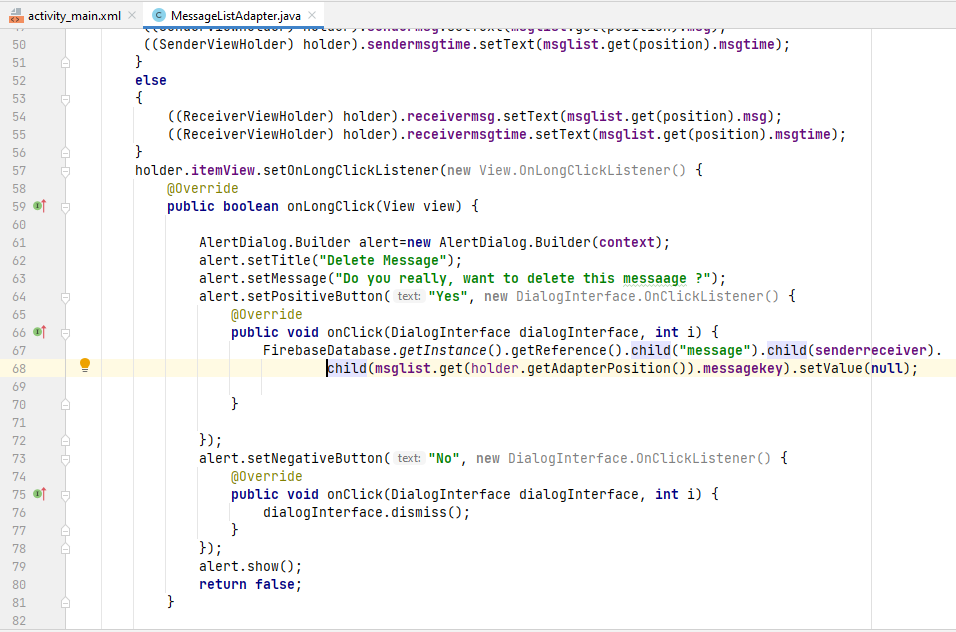 activity_main.xml MessageListAdapter.java
50 ((SenderViewHolder) holder).sendermsgtime.setText(msglist.get(position).msgtime);
51 }
52 else
53 {
54 ((ReceiverViewHolder) holder).receivermsg.setText(msglist.get(position).msg);
55 ((ReceiverViewHolder) holder).receivermsgtime.setText(msglist.get(position).msgtime);
56 }
57 holder.itemView.setOnLongClickListener(new View.OnLongClickListener() {
58 @Override
59 public boolean onLongClick(View view) {
60
61 AlertDialog.Builder alert=new AlertDialog.Builder(context);
62 alert.setTitle("Delete Message");
63 alert.setMessage("Do you really, want to delete this messaage ?");
64 alert.setPositiveButton( text: "Yes", new DialogInterface.OnClickListener() {
65 @Override
66 public void onClick(DialogInterface dialogInterface, int i) {
67 FirebaseDatabase.getInstance().getReference().child("message").child(senderreceiver).
68 child(msglist.get(holder.getAdapterPosition()).messagekey).setValue(null);
69
70 }
71
72 });
73 alert.setNegativeButton( text: "No", new DialogInterface.OnClickListener() {
74 @Override
75 public void onClick(DialogInterface dialogInterface, int i) {
76 dialogInterface.dismiss();
77 }
78 });
79 alert.show();
80 return false;
81 }
82